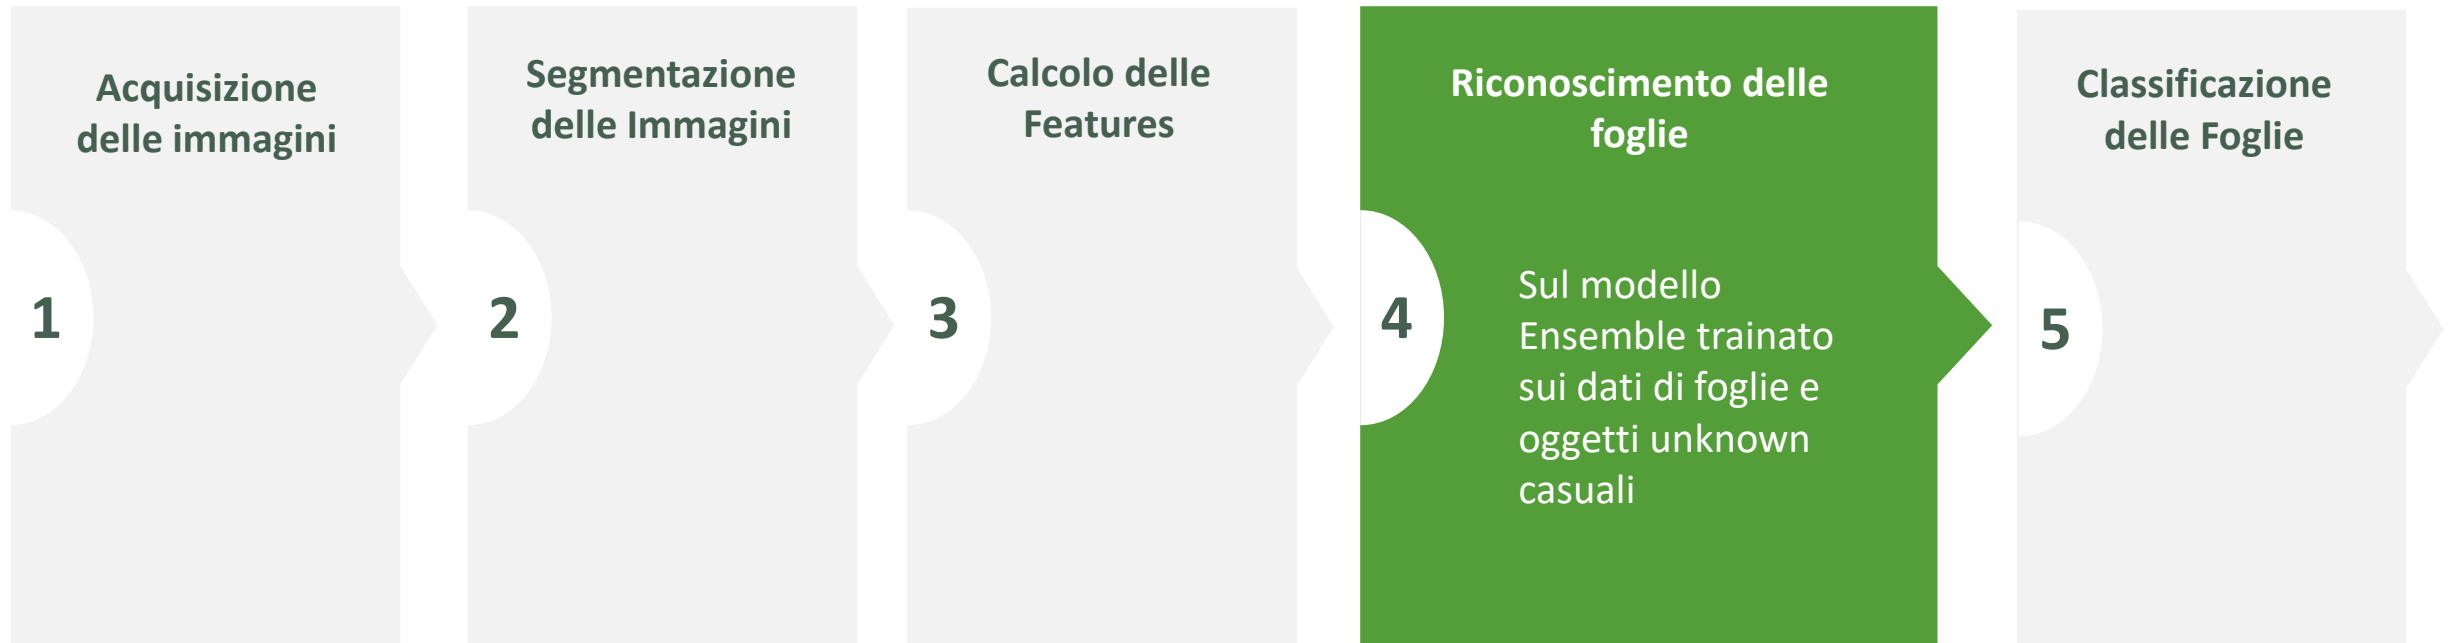 Acquisizione
delle immagini
1
Segmentazione
delle Immagini
2
Calcolo delle
Features
3
Riconoscimento delle
foglie
4
Sul modello
Ensemble trainato
sui dati di foglie e
oggetti unknown
casuali
Classificazione
delle Foglie
5